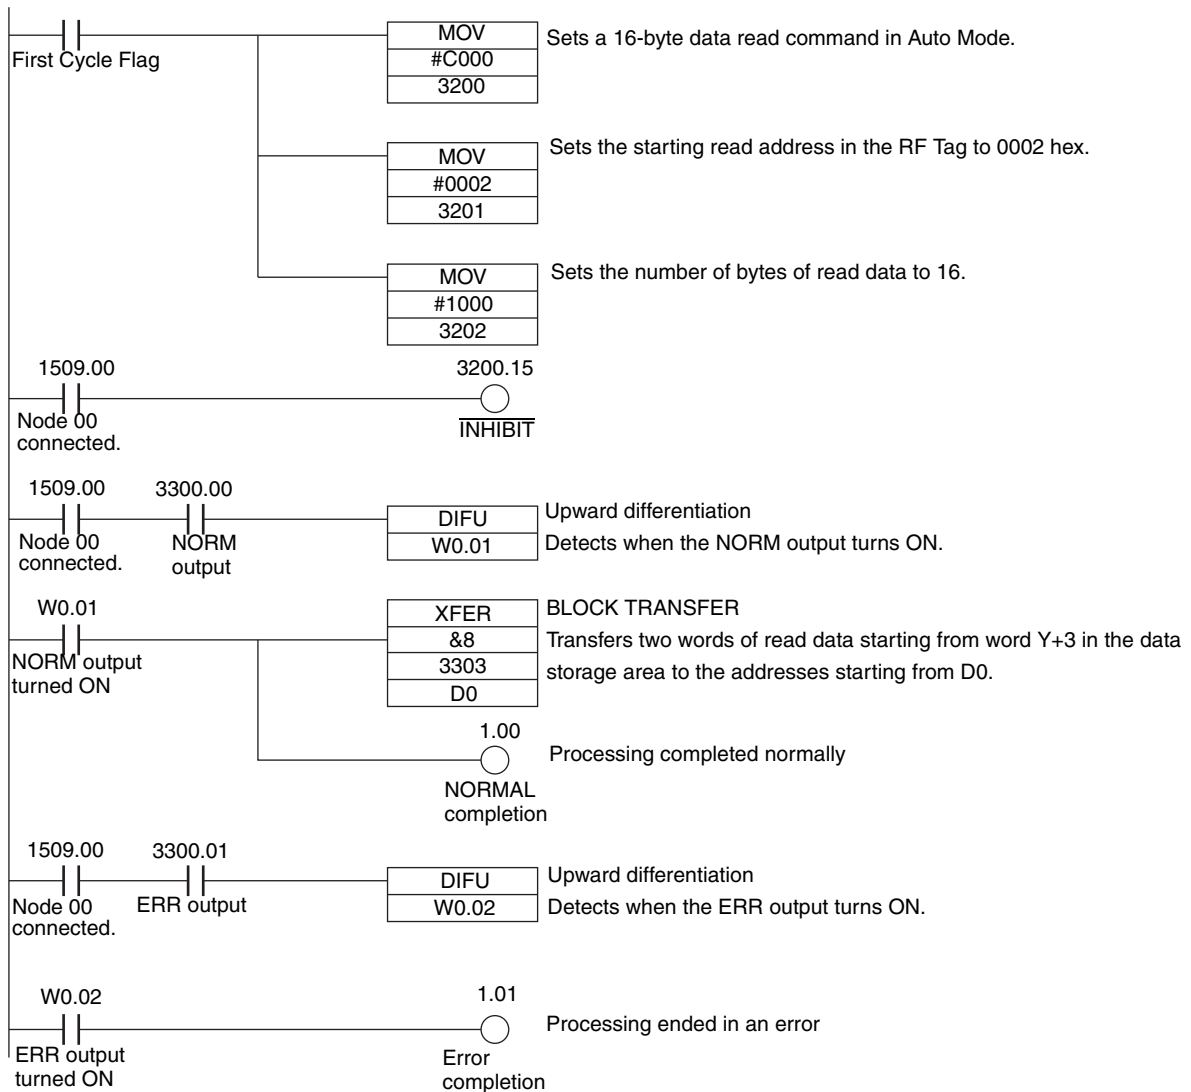 MOV
Sets a 16-byte data read command in Auto Mode.
First Cycle Flag
#C000
3200
MOV
Sets the starting read address in the RF Tag to 0002 hex.
#0002
3201
MOV
Sets the number of bytes of read data to 16.
#1000
3202
1509.00
3200.15
Node 00
connected.
INHIBIT
1509.00
3300.00
DIFU
Upward differentiation
Node 00
connected.
NORM
output
W0.01
Detects when the NORM output turns ON.
W0.01
XFER
BLOCK TRANSFER
NORM output
turned ON
&8
Transfers two words of read data starting from word Y+3 in the data
3303
storage area to the addresses starting from D0.
D0
1.00
Processing completed normally
NORMAL
completion
1509.00
3300.01
DIFU
Upward differentiation
Node 00
connected.
ERR output
W0.02
Detects when the ERR output turns ON.
W0.02
1.01
Processing ended in an error
ERR output
turned ON
Error
completion